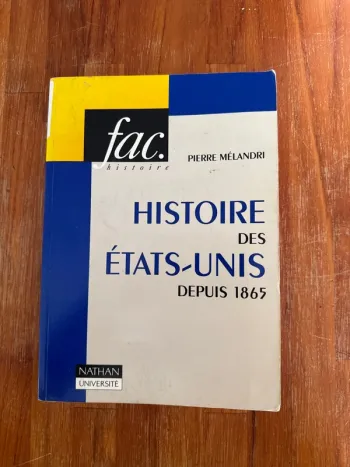 fac.
histoire
PIERRE MÉLANDRI
HISTOIRE
DES
ÉTATS-UNIS
DEPUIS 1865
NATHAN
UNIVERSITÉ